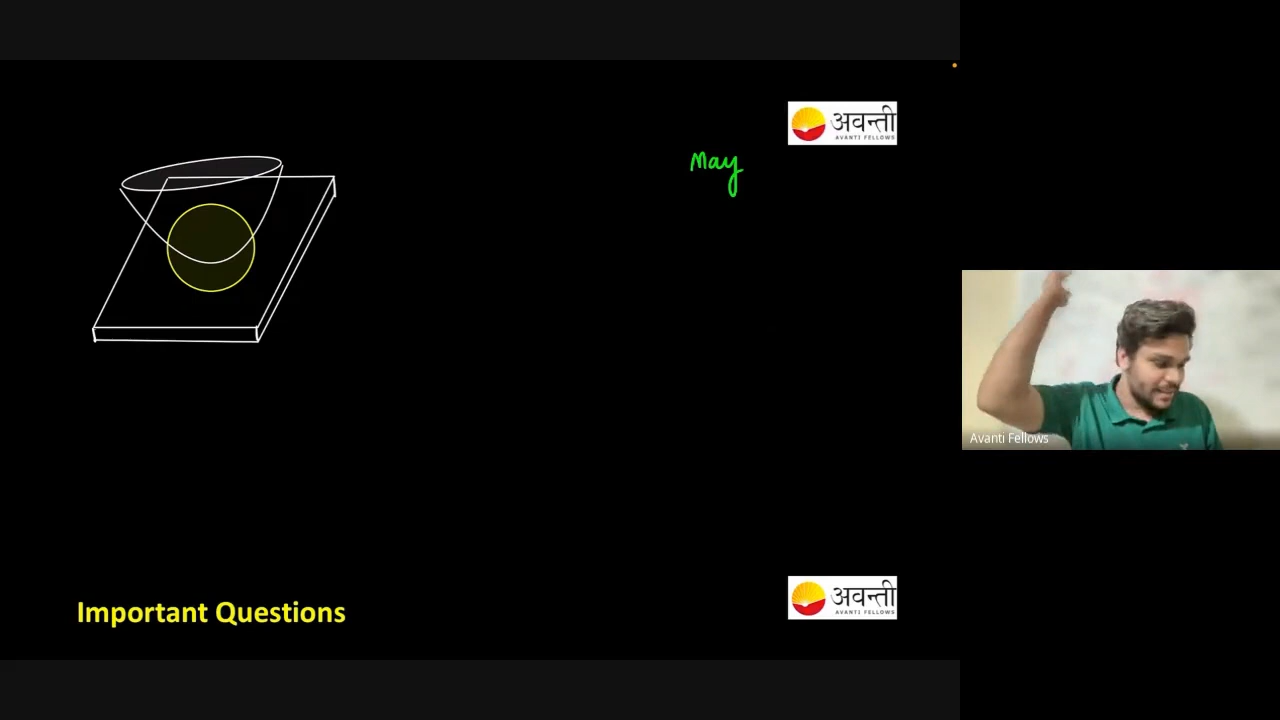 अवन्ती
AVANTI FELLOWS
May
Avanti Fellows
अवन्ती
AVANTI FELLOWS
Important Questions